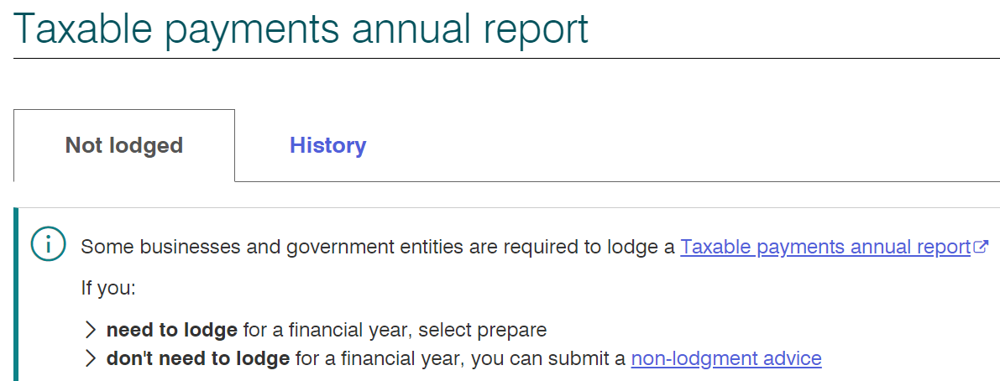 Taxable payments annual report
Not lodged
History
Some businesses and government entities are required to lodge a Taxable payments annual report
If you:
need to lodge for a financial year, select prepare
don't need to lodge for a financial year, you can submit a non-lodgment advice